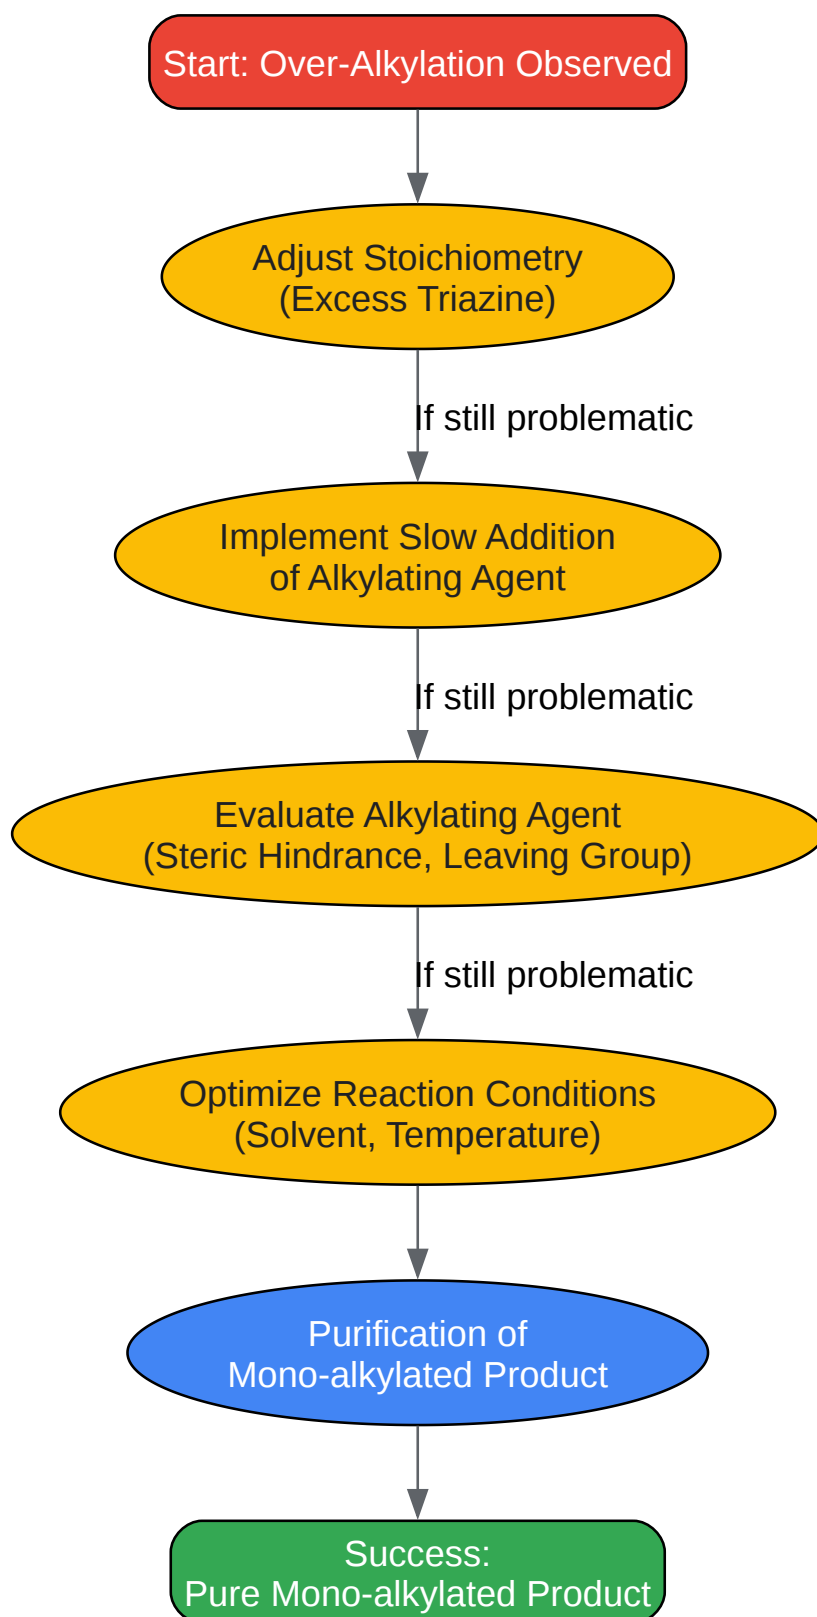 Start: Over-Alkylation Observed
Adjust Stoichiometry
(Excess Triazine)
If still problematic
Implement Slow Addition
of Alkylating Agent
If still problematic
Evaluate Alkylating Agent
(Steric Hindrance, Leaving Group)
If still problematic
Optimize Reaction Conditions
(Solvent, Temperature)
Purification of
Mono-alkylated Product
Success:
Pure Mono-alkylated Product